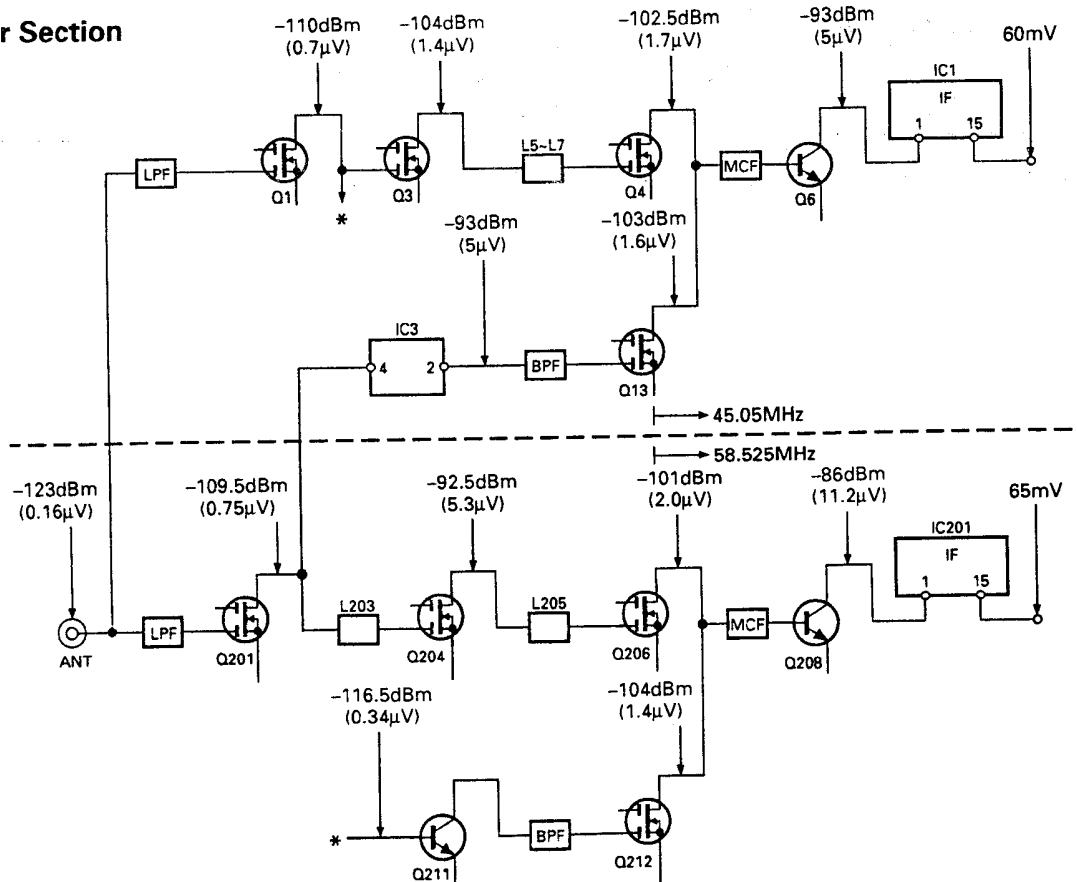 r Section
-110dBm
(0.7μV)
-104dBm
(1.4μV)
-102.5dBm
(1.7μV)
-93dBm
(5μV)
60mV
IC1
IF
1
15
LPF
Q1
*
Q3
L5~L7
Q4
MCF
Q6
-93dBm
(5μV)
-103dBm
(1.6μV)
IC3
4
2
BPF
Q13
45.05MHz
58.525MHz
-123dBm
(0.16μV)
-109.5dBm
(0.75μV)
-92.5dBm
(5.3μV)
-101dBm
(2.0μV)
-86dBm
(11.2μV)
65mV
IC201
IF
1
15
ANT
LPF
Q201
L203
Q204
L205
Q206
MCF
Q208
-116.5dBm
(0.34μV)
-104dBm
(1.4μV)
*
Q211
BPF
Q212